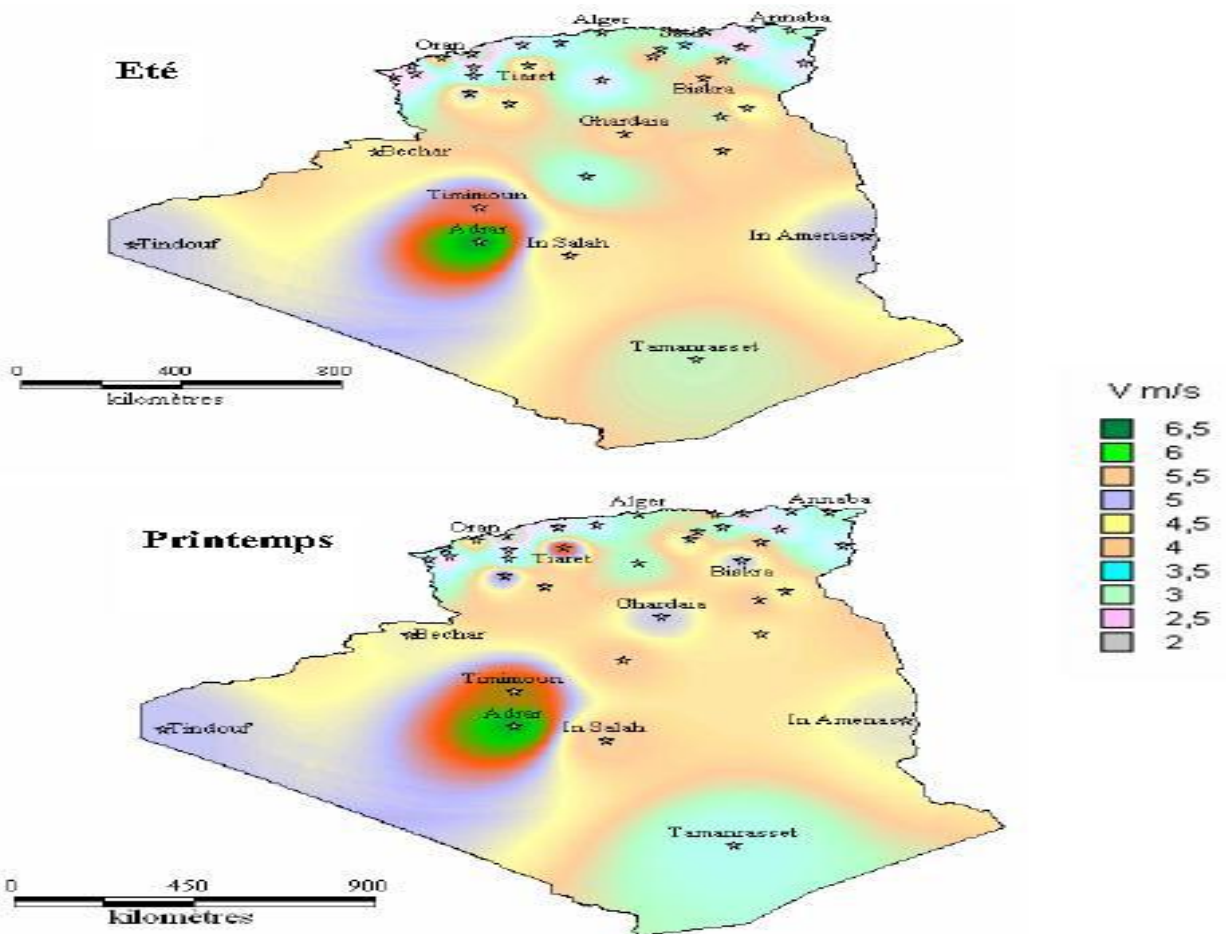 Alger
Annaba
Setif
Oran
Eté
Tiaret
Biskra
Ghardaia
Bechar
Timimoun
Adrar
In Salah
In Amenas
Tindouf
Tamanrasset
0 400 800
kilomètres
V m/s
6,5
6
5,5
5
4,5
4
3,5
3
2,5
2
Alger
Annaba
Oran
Printemps
Tiaret
Biskra
Ghardaia
Bechar
Timimoun
Adrar
In Salah
In Amenas
Tindouf
Tamanrasset
0 450 900
kilomètres